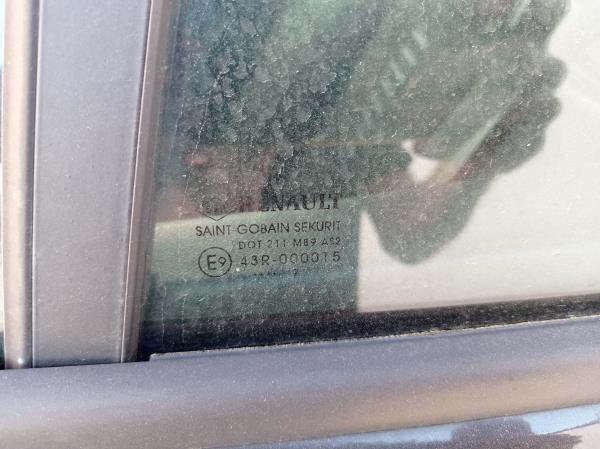 RENAULT
SAINT GOBAIN SEKURIT
DOT 211 M89 AS2
E9 43R-000015